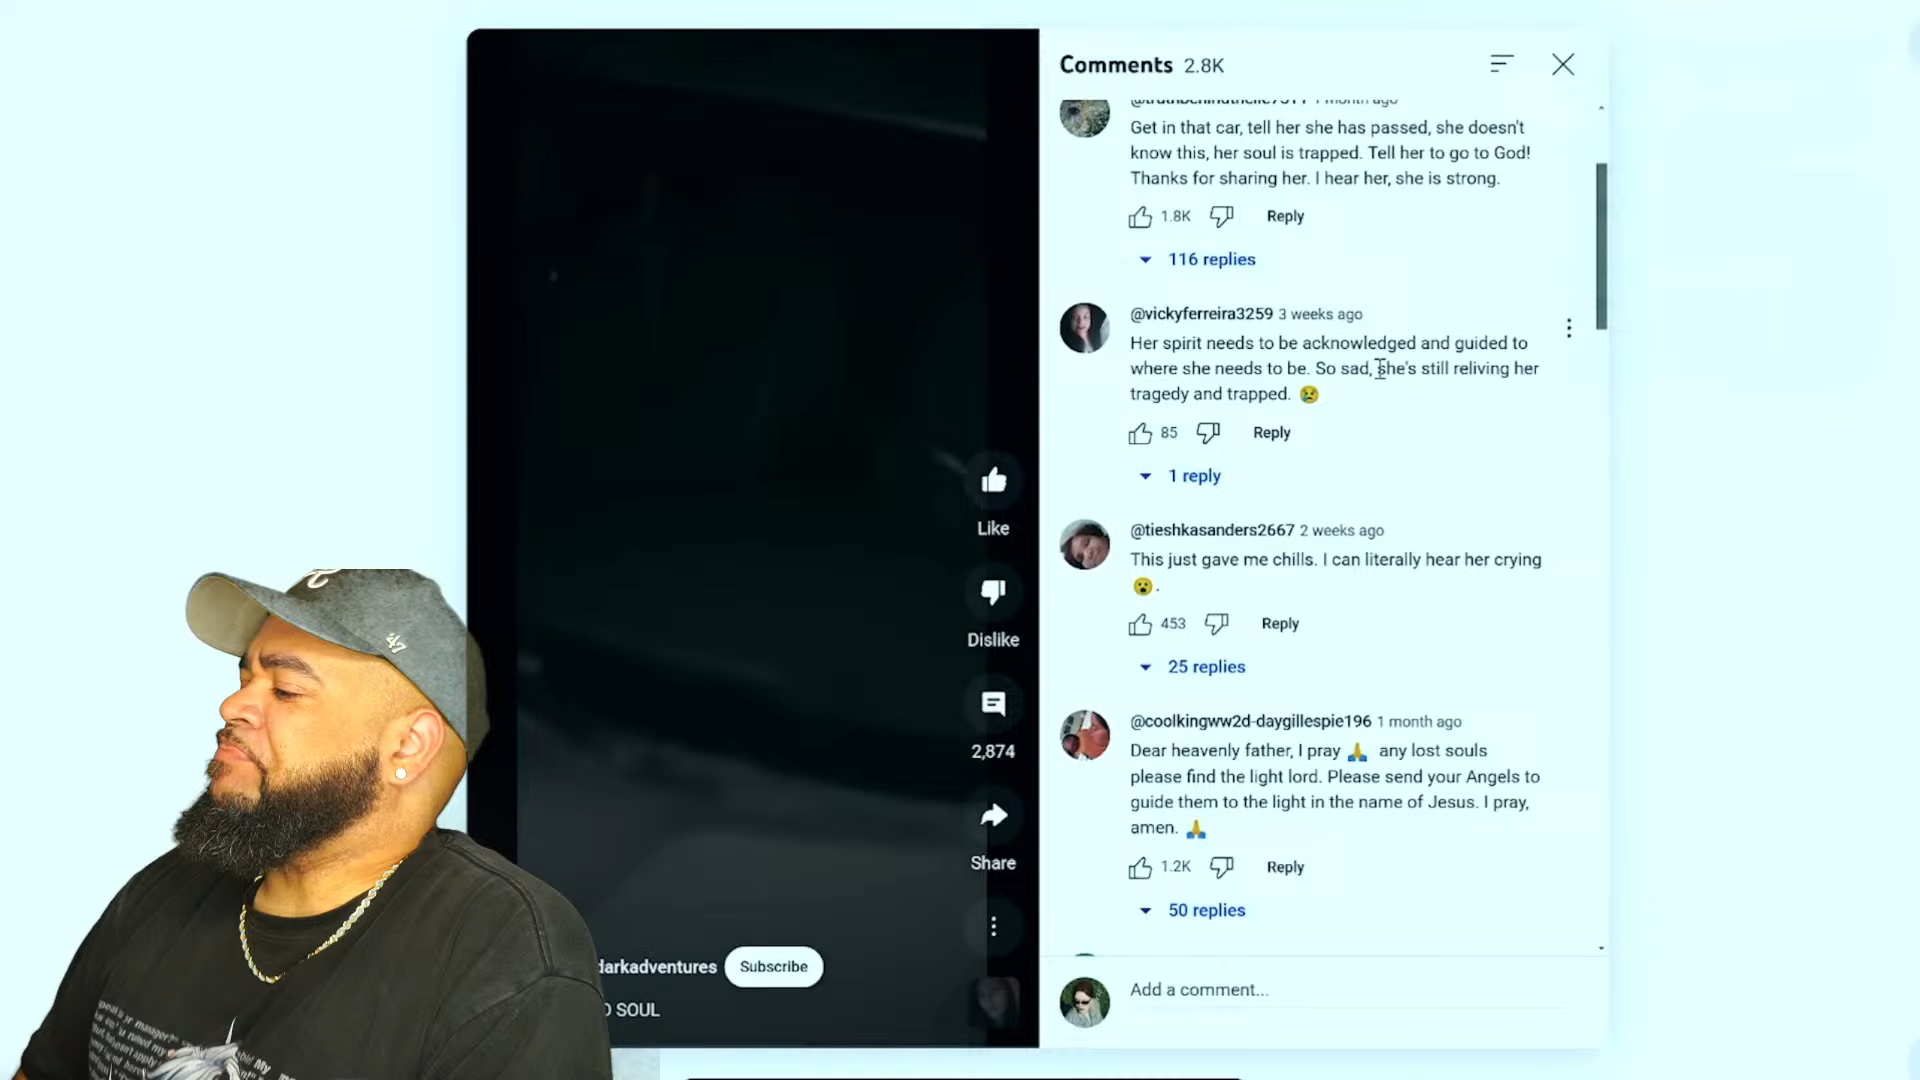 Comments 2.8K
1 month ago
Get in that car, tell her she has passed, she doesn't
know this, her soul is trapped. Tell her to go to God!
Thanks for sharing her. I hear her, she is strong.
1.8K Reply
116 replies
@vickyferreira3259 3 weeks ago
Her spirit needs to be acknowledged and guided to
where she needs to be. So sad, she's still reliving her
tragedy and trapped. 😢
85 Reply
1 reply
@tieshkasanders2667 2 weeks ago
This just gave me chills. I can literally hear her crying
😮.
453 Reply
25 replies
@coolkingww2d-daygillespie196 1 month ago
Dear heavenly father, I pray 🙏 any lost souls
please find the light lord. Please send your Angels to
guide them to the light in the name of Jesus. I pray,
amen. 🙏
1.2K Reply
50 replies
Add a comment...
Like
Dislike
2,874
Share
darkadventures Subscribe
SOUL
47